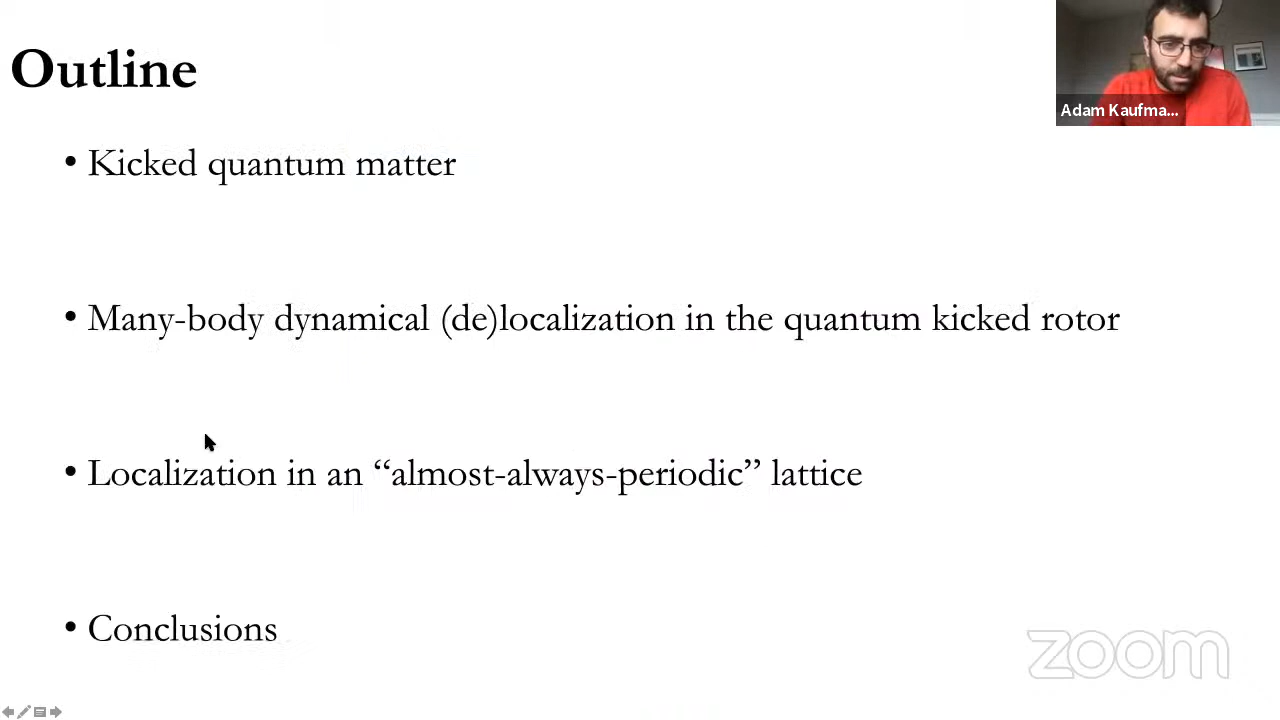 Outline
Adam Kaufma...
• Kicked quantum matter
• Many-body dynamical (de)localization in the quantum kicked rotor
• Localization in an “almost-always-periodic” lattice
• Conclusions
zoom